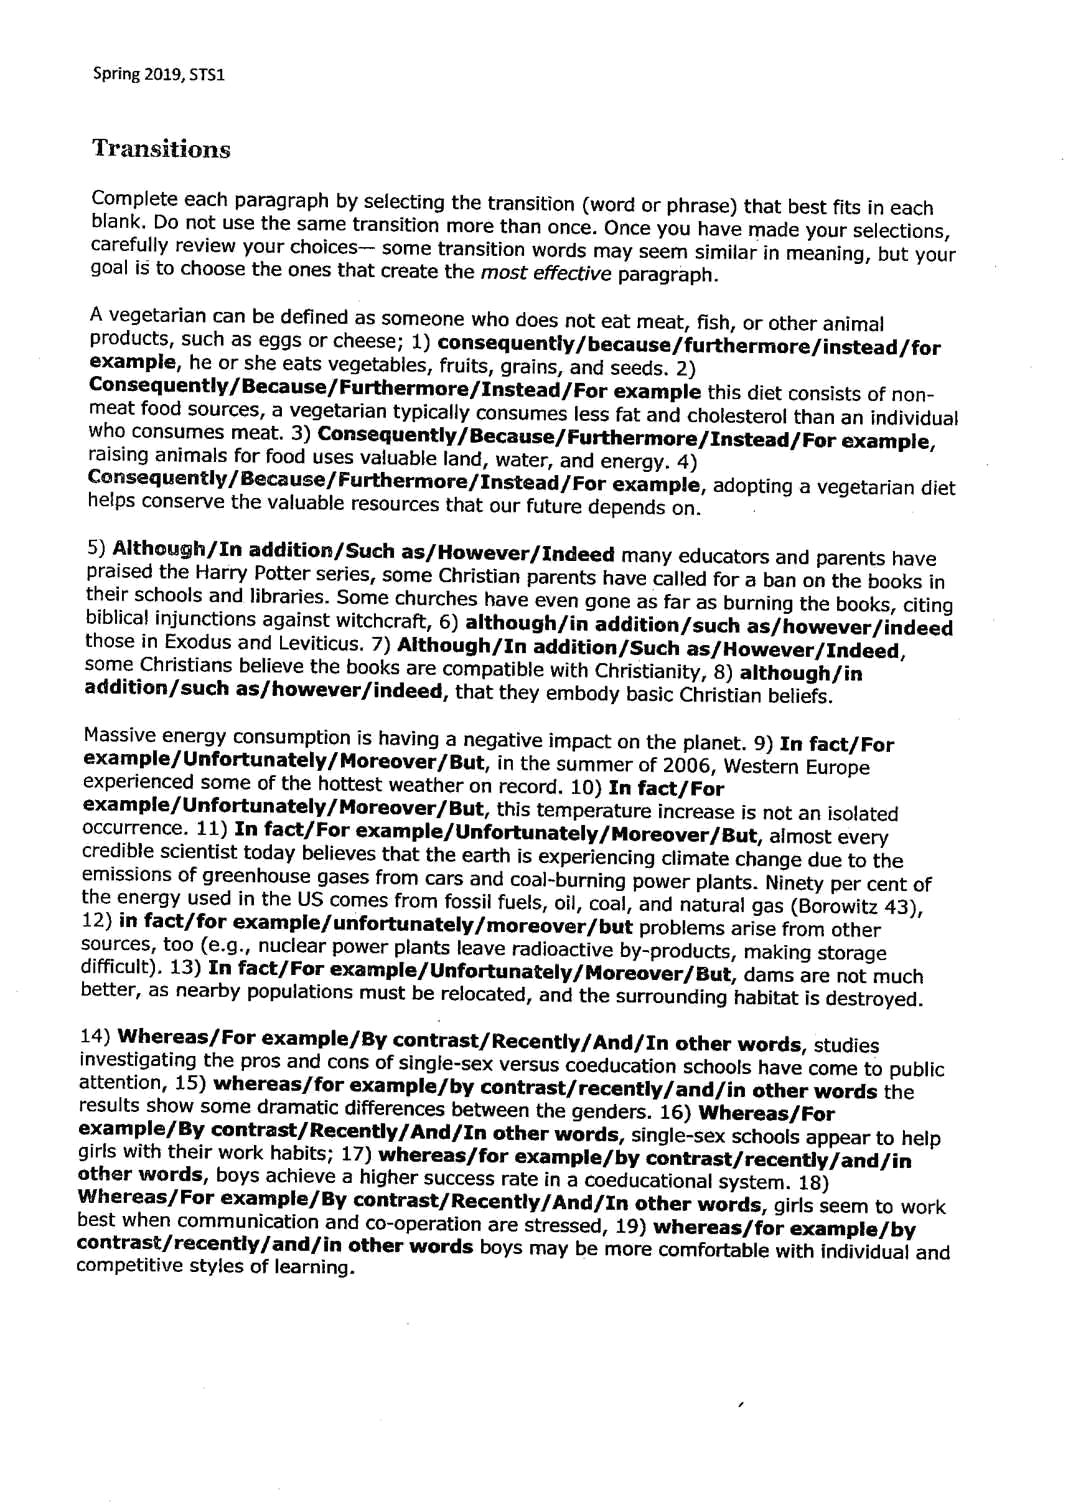 Spring 2019, STS1
Transitions
Complete each paragraph by selecting the transition (word or phrase) that best fits in each
blank. Do not use the same transition more than once. Once you have made your selections,
carefully review your choices— some transition words may seem similar in meaning, but your
goal is to choose the ones that create the most effective paragraph.
A vegetarian can be defined as someone who does not eat meat, fish, or other animal
products, such as eggs or cheese; 1) consequently/because/furthermore/instead/for
example, he or she eats vegetables, fruits, grains, and seeds. 2)
Consequently/Because/Furthermore/Instead/For example this diet consists of non-
meat food sources, a vegetarian typically consumes less fat and cholesterol than an individual
who consumes meat. 3) Consequently/Because/Furthermore/Instead/For example,
raising animals for food uses valuable land, water, and energy. 4)
Consequently/Because/Furthermore/Instead/For example, adopting a vegetarian diet
helps conserve the valuable resources that our future depends on.
5) Although/In addition/Such as/However/Indeed many educators and parents have
praised the Harry Potter series, some Christian parents have called for a ban on the books in
their schools and libraries. Some churches have even gone as far as burning the books, citing
biblical injunctions against witchcraft, 6) although/in addition/such as/however/indeed
those in Exodus and Leviticus. 7) Although/In addition/Such as/However/Indeed,
some Christians believe the books are compatible with Christianity, 8) although/in
addition/such as/however/indeed, that they embody basic Christian beliefs.
Massive energy consumption is having a negative impact on the planet. 9) In fact/For
example/Unfortunately/Moreover/But, in the summer of 2006, Western Europe
experienced some of the hottest weather on record. 10) In fact/For
example/Unfortunately/Moreover/But, this temperature increase is not an isolated
occurrence. 11) In fact/For example/Unfortunately/Moreover/But, almost every
credible scientist today believes that the earth is experiencing climate change due to the
emissions of greenhouse gases from cars and coal-burning power plants. Ninety per cent of
the energy used in the US comes from fossil fuels, oil, coal, and natural gas (Borowitz 43),
12) in fact/for example/unfortunately/moreover/but problems arise from other
sources, too (e.g., nuclear power plants leave radioactive by-products, making storage
difficult). 13) In fact/For example/Unfortunately/Moreover/But, dams are not much
better, as nearby populations must be relocated, and the surrounding habitat is destroyed.
14) Whereas/For example/By contrast/Recently/And/In other words, studies
investigating the pros and cons of single-sex versus coeducation schools have come to public
attention, 15) whereas/for example/by contrast/recently/and/in other words the
results show some dramatic differences between the genders. 16) Whereas/For
example/By contrast/Recently/And/In other words, single-sex schools appear to help
girls with their work habits; 17) whereas/for example/by contrast/recently/and/in
other words, boys achieve a higher success rate in a coeducational system. 18)
Whereas/For example/By contrast/Recently/And/In other words, girls seem to work
best when communication and co-operation are stressed, 19) whereas/for example/by
contrast/recently/and/in other words boys may be more comfortable with individual and
competitive styles of learning.